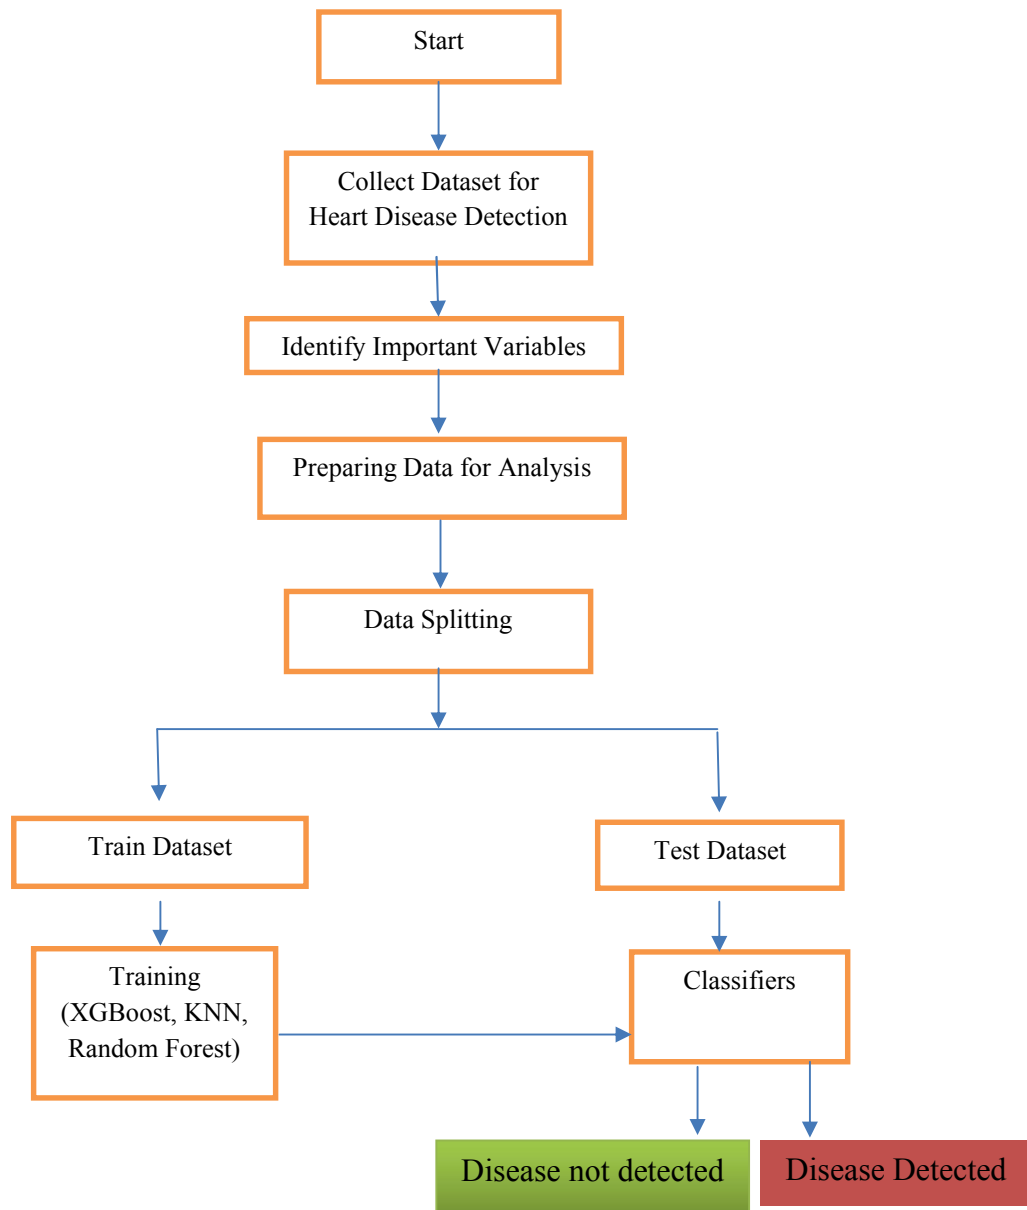 Start
Collect Dataset for
Heart Disease Detection
Identify Important Variables
Preparing Data for Analysis
Data Splitting
Train Dataset
Test Dataset
Training
(XGBoost, KNN,
Random Forest)
Classifiers
Disease not detected
Disease Detected